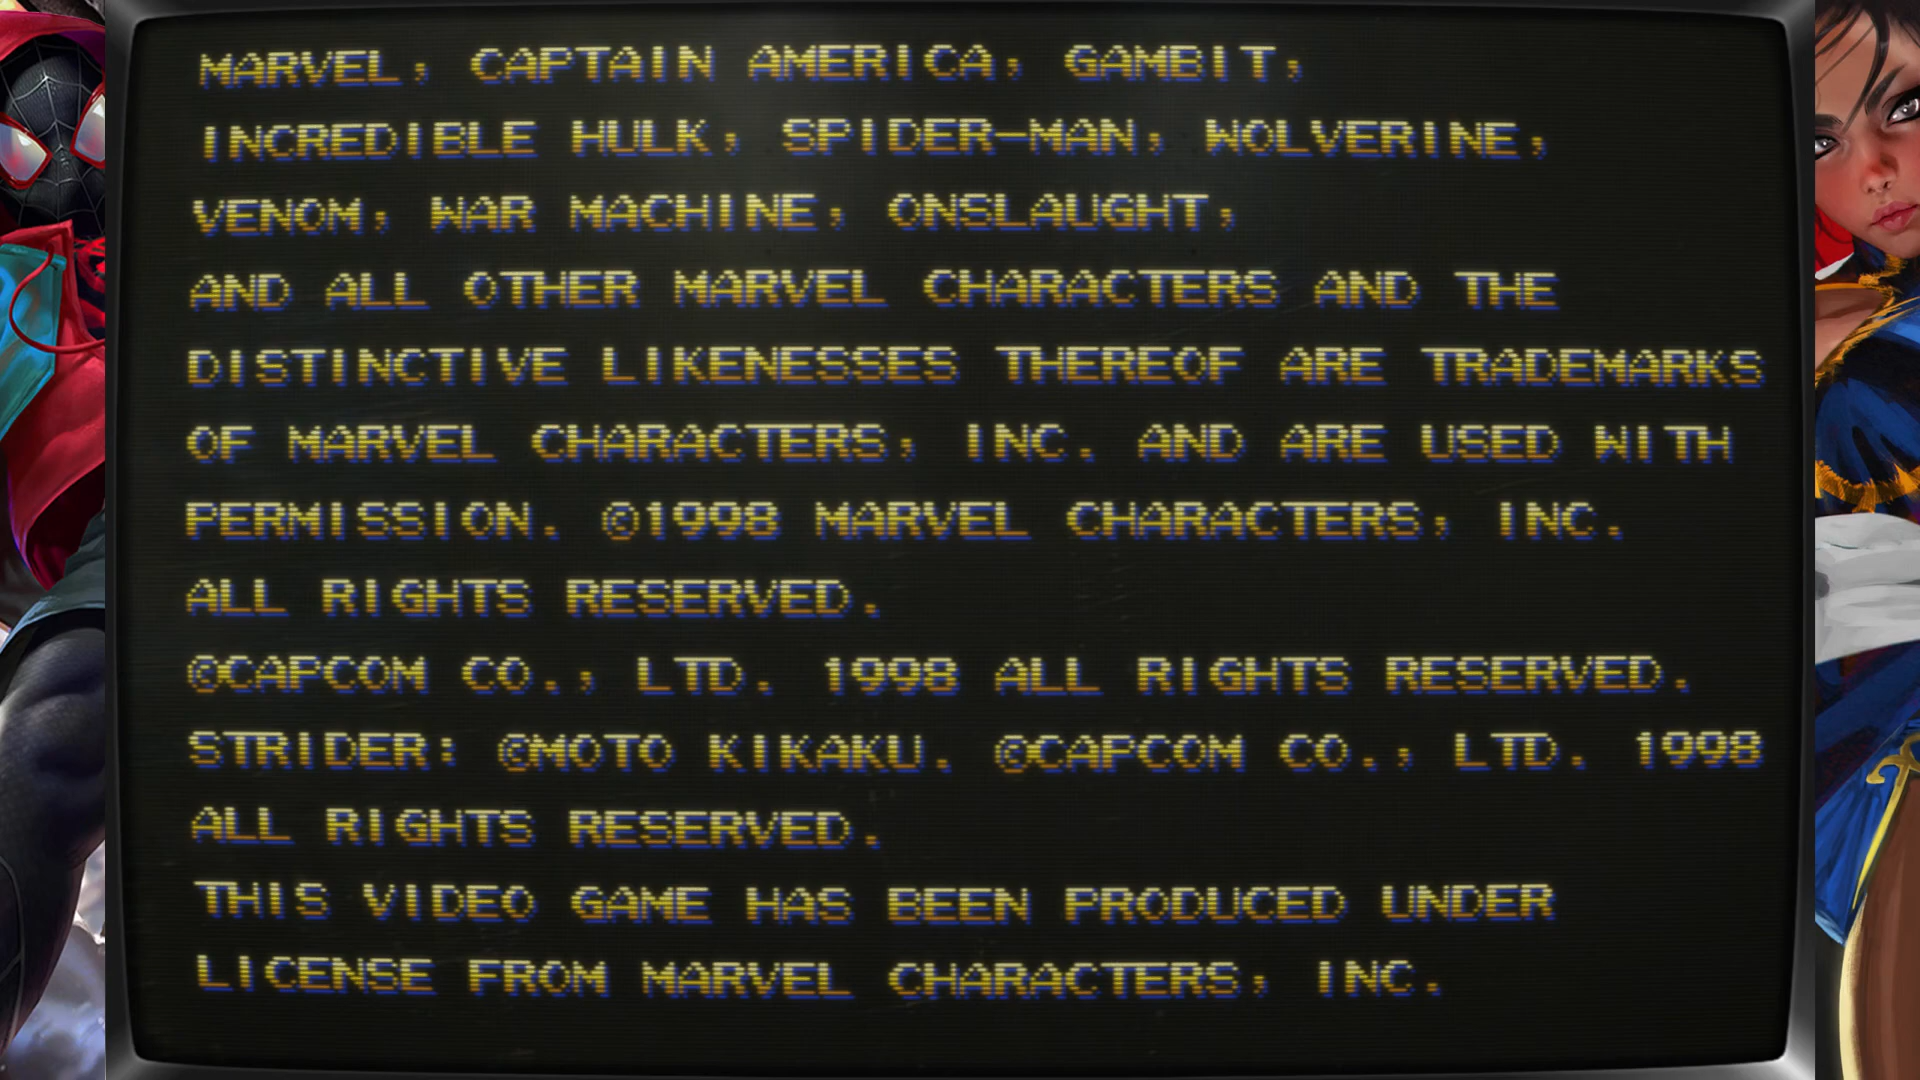 MARVEL, CAPTAIN AMERICA, GAMBIT,
INCREDIBLE HULK, SPIDER-MAN, WOLVERINE,
VENOM, WAR MACHINE, ONSLAUGHT,
AND ALL OTHER MARVEL CHARACTERS AND THE
DISTINCTIVE LIKENESSES THEREOF ARE TRADEMARKS
OF MARVEL CHARACTERS, INC. AND ARE USED WITH
PERMISSION. ©1998 MARVEL CHARACTERS, INC.
ALL RIGHTS RESERVED.
©CAPCOM CO., LTD. 1998 ALL RIGHTS RESERVED.
STRIDER: ©MOTO KIKAKU. ©CAPCOM CO., LTD. 1998
ALL RIGHTS RESERVED.
THIS VIDEO GAME HAS BEEN PRODUCED UNDER
LICENSE FROM MARVEL CHARACTERS, INC.